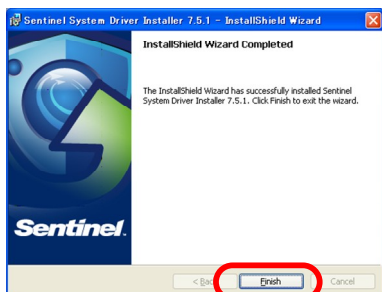 Sentinel System Driver Installer 7.5.1 - InstallShield Wizard
InstallShield Wizard Completed
The InstallShield Wizard has successfully installed Sentinel
System Driver Installer 7.5.1. Click Finish to exit the wizard.
Sentinel.
< Back
Finish
Cancel